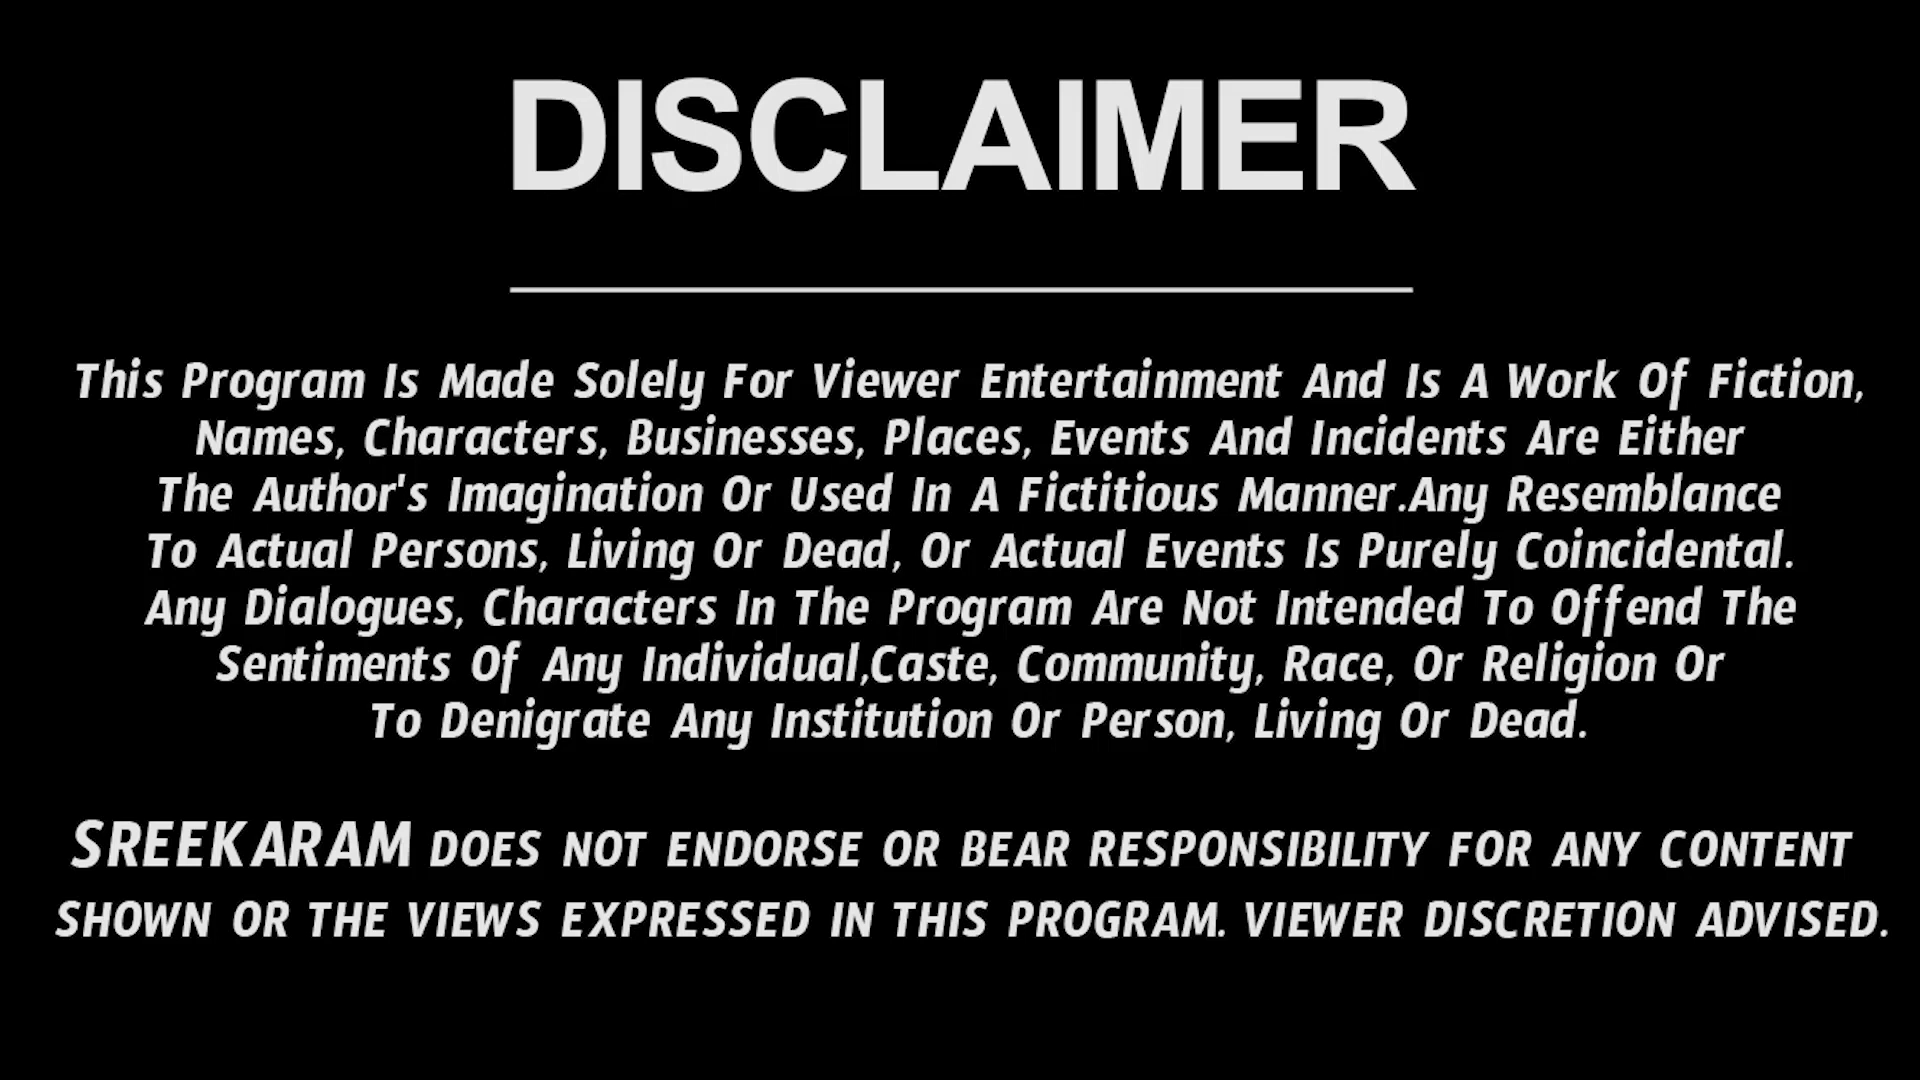 DISCLAIMER
This Program Is Made Solely For Viewer Entertainment And Is A Work Of Fiction,
Names, Characters, Businesses, Places, Events And Incidents Are Either
The Author's Imagination Or Used In A Fictitious Manner.Any Resemblance
To Actual Persons, Living Or Dead, Or Actual Events Is Purely Coincidental.
Any Dialogues, Characters In The Program Are Not Intended To Offend The
Sentiments Of Any Individual,Caste, Community, Race, Or Religion Or
To Denigrate Any Institution Or Person, Living Or Dead.
SREEKARAM DOES NOT ENDORSE OR BEAR RESPONSIBILITY FOR ANY CONTENT
SHOWN OR THE VIEWS EXPRESSED IN THIS PROGRAM. VIEWER DISCRETION ADVISED.